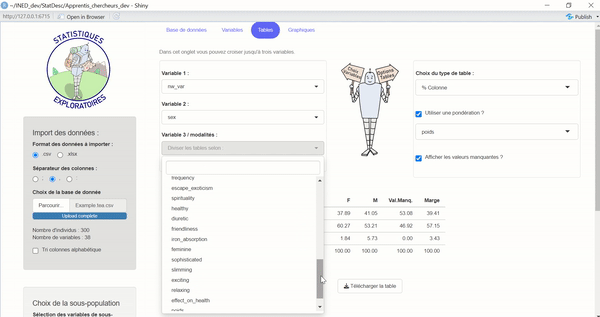 ~/INED_dev/StatDesc/Apprentis_chercheurs_dev - Shiny
http://127.0.0.1:6715
Open in Browser
Publish
Base de données
Variables
Tables
Graphiques
STATISTIQUES
EXPLORATOIRES
Dans cet onglet vous pouvez croiser jusqu'à trois variables.
Variable 1 :
nw_var
Variable 2 :
sex
Variable 3 / modalités :
Diviser les tables selon
Choix Variables
Options Tables
Choix du type de table :
% Colonne
Utiliser une pondération ?
poids
Afficher les valeurs manquantes ?
Import des données :
Format des données à importer :
csv
xlsx
Séparateur des colonnes :
;
,
:
Choix de la base de donnée
Parcourir...
Example.tea.csv
Upload complete
Nombre d'individus : 300
Nombre de variables : 38
Tri colonnes alphabétique
Choix de la sous-population
Sélection des variables de sous-
frequency
escape_exoticism
spirituality
healthy
diuretic
friendliness
iron_absorption
feminine
sophisticated
slimming
exciting
relaxing
effect_on_health
poids
F M Val.Manq. Marge
37.89 41.05 53.08 39.41
60.27 53.21 46.92 57.15
1.84 5.73 0.00 3.43
100.00 100.00 100.00 100.00
Télécharger la table